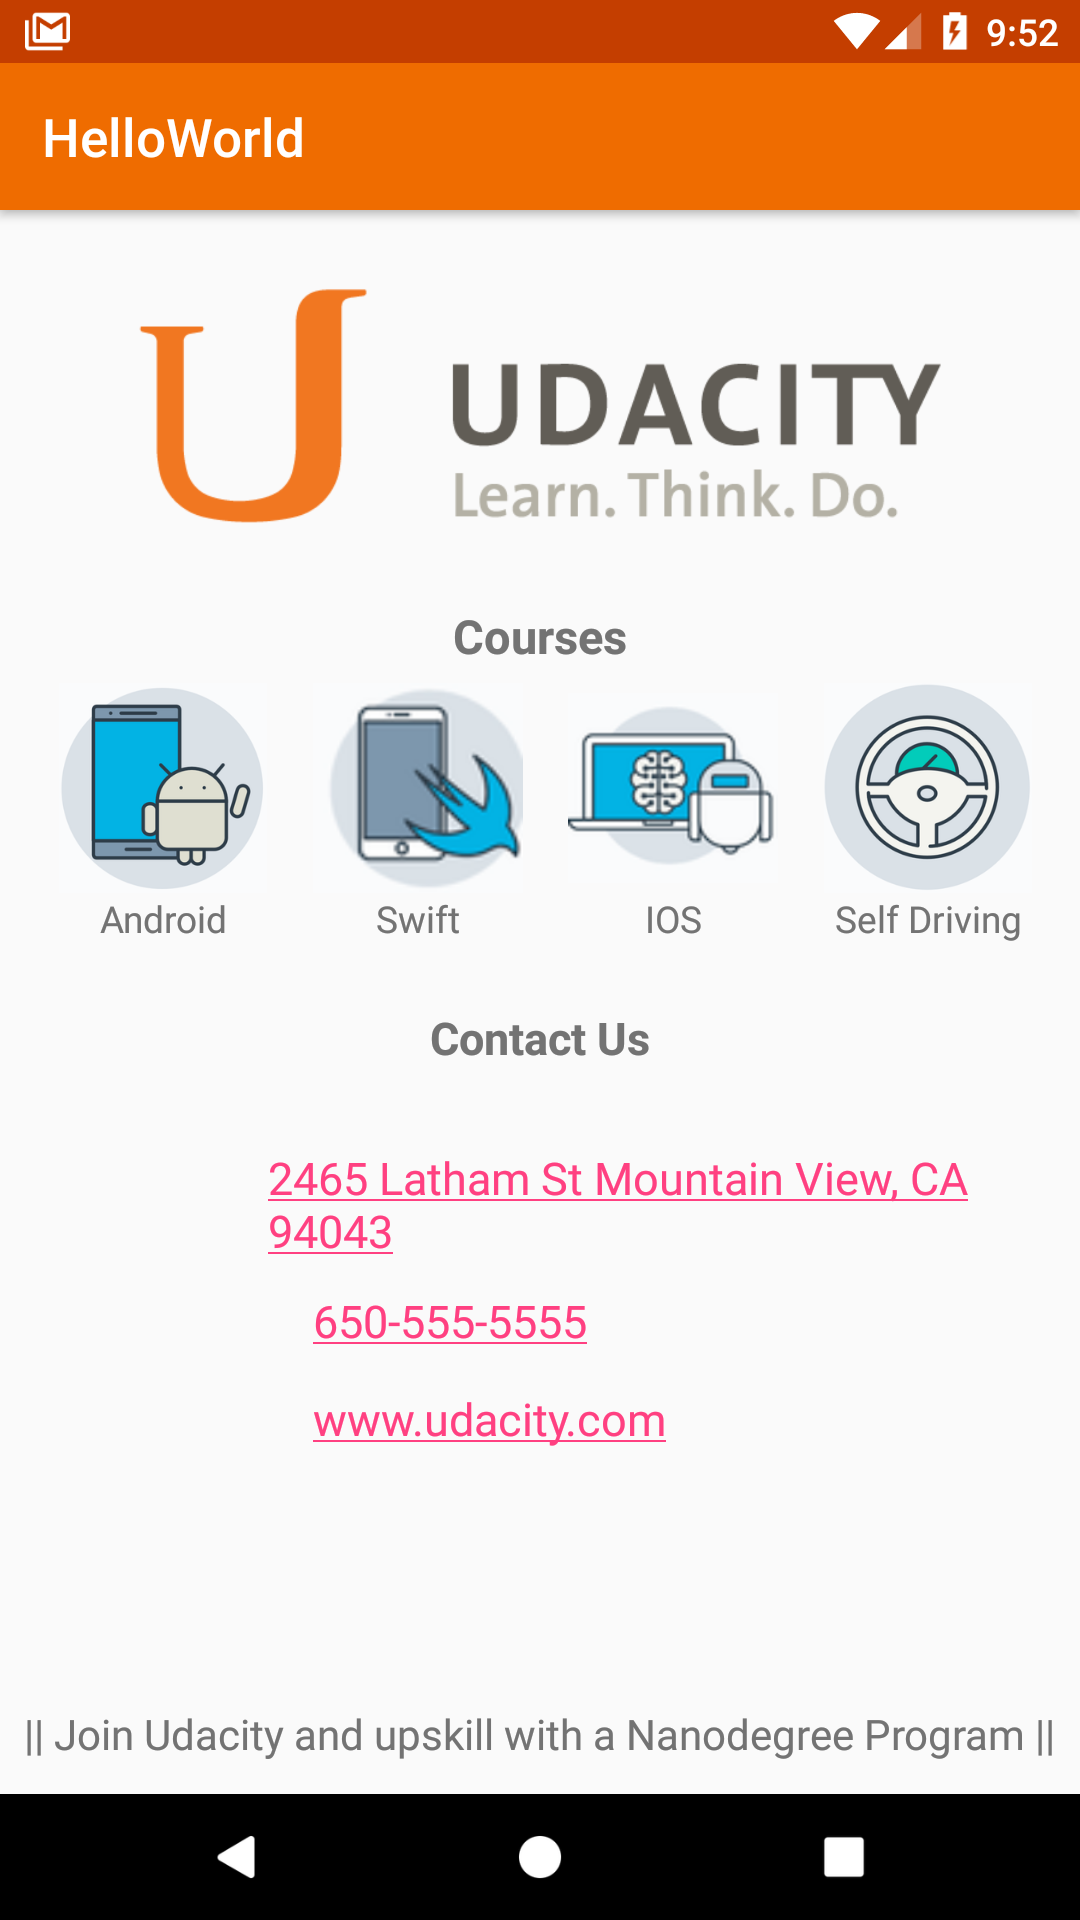 9:52
HelloWorld
U UDACITY
Learn. Think. Do.
Courses
Android Swift IOS Self Driving
Contact Us
2465 Latham St Mountain View, CA
94043
650-555-5555
www.udacity.com
|| Join Udacity and upskill with a Nanodegree Program ||